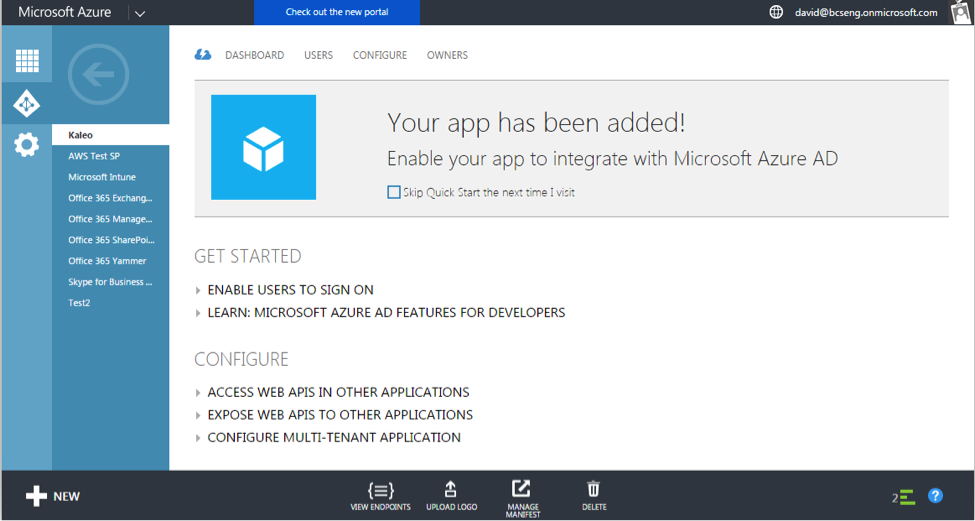 Microsoft Azure
Check out the new portal
david@bcseng.onmicrosoft.com
DASHBOARD USERS CONFIGURE OWNERS
Kaleo
AWS Test SP
Microsoft Intune
Office 365 Exchang...
Office 365 Manage...
Office 365 SharePoi...
Office 365 Yammer
Skype for Business ...
Test2
Your app has been added!
Enable your app to integrate with Microsoft Azure AD
Skip Quick Start the next time I visit
GET STARTED
ENABLE USERS TO SIGN ON
LEARN: MICROSOFT AZURE AD FEATURES FOR DEVELOPERS
CONFIGURE
ACCESS WEB APIS IN OTHER APPLICATIONS
EXPOSE WEB APIS TO OTHER APPLICATIONS
CONFIGURE MULTI-TENANT APPLICATION
NEW
VIEW ENDPOINTS
UPLOAD LOGO
MANAGE
MANIFEST
DELETE
2
?